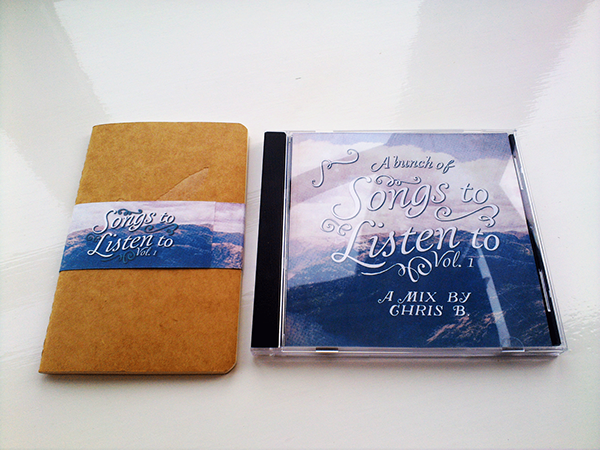 Songs to
Listen to
Vol. 1
A bunch of
Songs to
Listen to
Vol. 1
A MIX BY
CHRIS B.